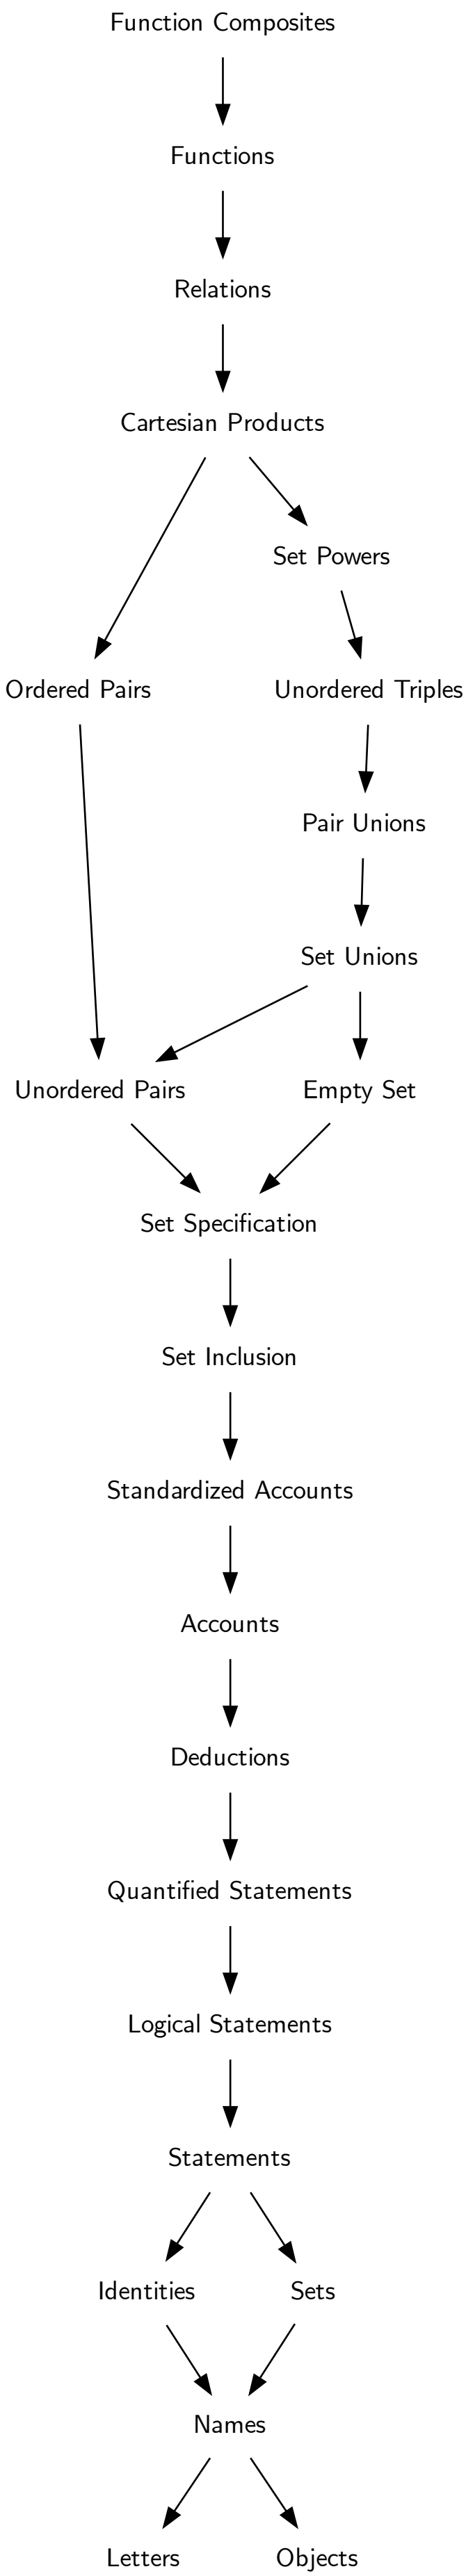 Function Composites
Functions
Relations
Cartesian Products
Set Powers
Ordered Pairs
Unordered Triples
Pair Unions
Set Unions
Unordered Pairs
Empty Set
Set Specification
Set Inclusion
Standardized Accounts
Accounts
Deductions
Quantified Statements
Logical Statements
Statements
Identities
Sets
Names
Letters
Objects